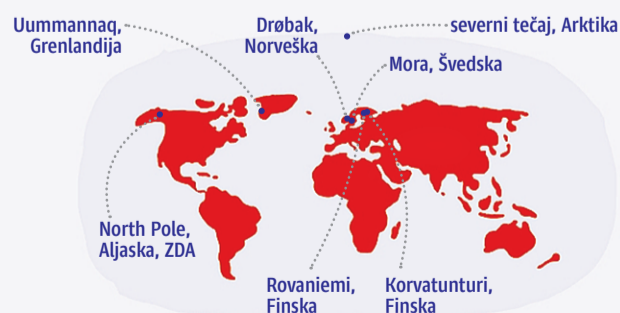 Uummannaq,
Grenlandija
Drøbak,
Norveška
severni tečaj, Arktika
Mora, Švedska
North Pole,
Aljaska, ZDA
Rovaniemi,
Finska
Korvatunturi,
Finska